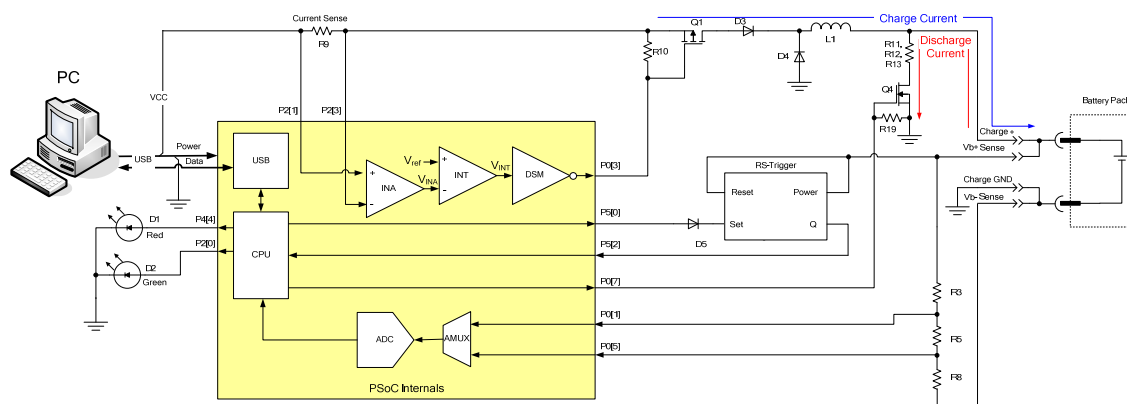 Current Sense
R9
Q1
D3
L1
Charge Current
R10
D4
R11,
R12,
R13
Discharge
Current
PC
VCC
P2[1]
P2[3]
Q4
R19
Battery Pack
Charge+
Vb+ Sense
Charge GND
Vb- Sense
USB
Power
Data
USB
Vref
VINA
INA
INT
VINT
DSM
P0[3]
RS-Trigger
Reset
Power
Set
Q
D1
Red
P4[4]
P2[0]
D2
Green
CPU
P5[0]
D5
P5[2]
P0[7]
ADC
AMUX
P0[1]
P0[5]
R3
R5
R8
PSoC Internals